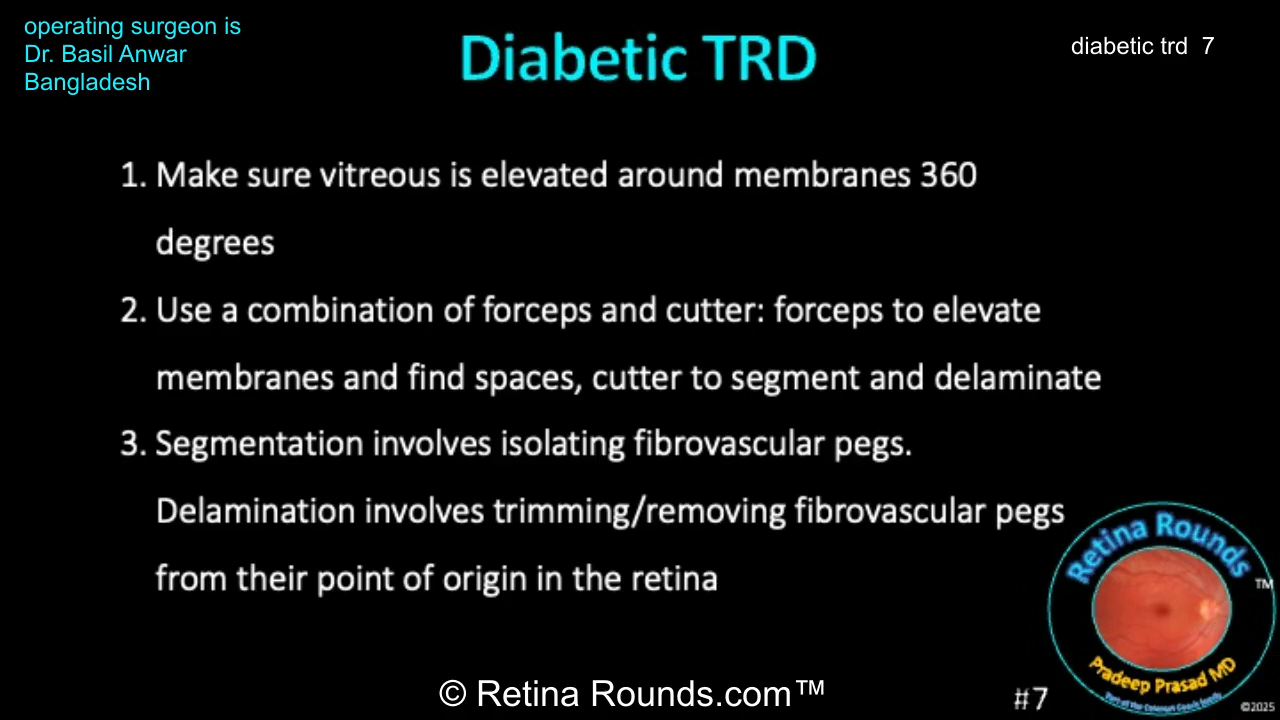 operating surgeon is
Dr. Basil Anwar
Bangladesh
Diabetic TRD
diabetic trd 7
1. Make sure vitreous is elevated around membranes 360
degrees
2. Use a combination of forceps and cutter: forceps to elevate
membranes and find spaces, cutter to segment and delaminate
3. Segmentation involves isolating fibrovascular pegs.
Delamination involves trimming/removing fibrovascular pegs
from their point of origin in the retina
Retina Rounds
TM
Pradeep Prasad MD
Part of the
© Retina Rounds.com™
#7
©2025